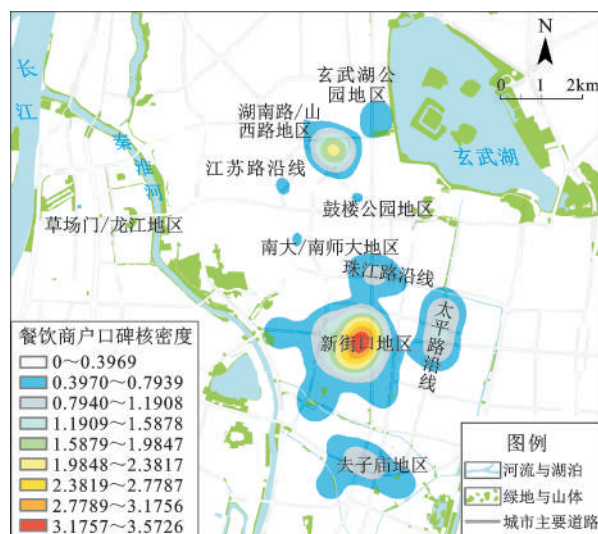 N
0 1 2km
长江
秦淮河
玄武湖公
园地区
湖南路/山
西路地区
玄武湖
江苏路沿线
鼓楼公园地区
草场门/龙江地区
南大/南师大地区
珠江路沿线
太平路沿线
新街口地区
夫子庙地区
餐饮商户口碑核密度
0～0.3969
0.3970～0.7939
0.7940～1.1908
1.1909～1.5878
1.5879～1.9847
1.9848～2.3817
2.3819～2.7787
2.7789～3.1756
3.1757～3.5726
图例
河流与湖泊
绿地与山体
城市主要道路